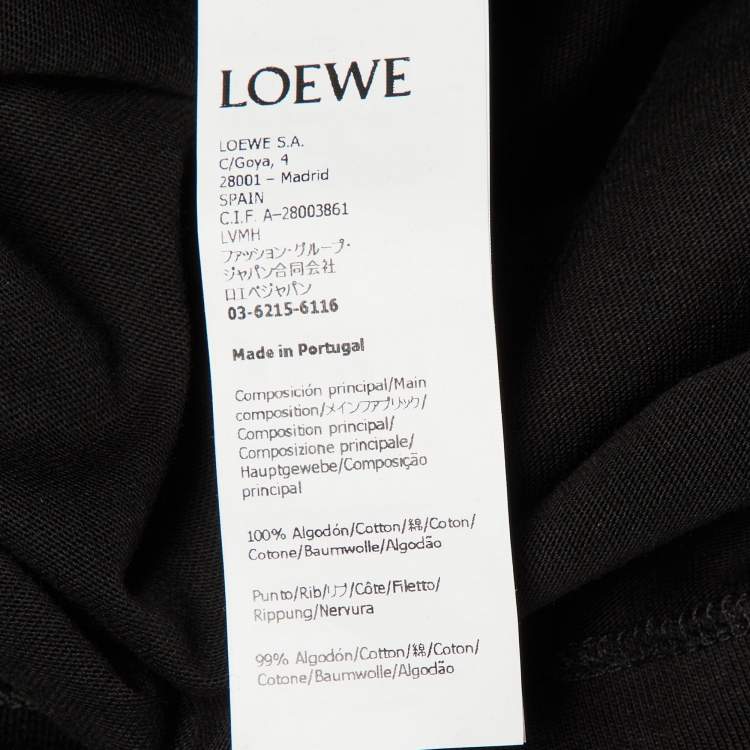 LOEWE
LOEWE S.A.
C/Goya, 4
28001 – Madrid
SPAIN
C.I.F. A-28003861
LVMH
ファッション・グループ・
ジャパン合同会社
ロエベジャパン
03-6215-6116
Made in Portugal
Composición principal/Main
composition/メインファブリック/
Composition principal/
Composizione principale/
Hauptgewebe/Composição
principal
100% Algodón/Cotton/綿/Coton/
Cotone/Baumwolle/Algodão
Punto/Rib/リブ/Côte/Filetto/
Rippung/Nervura
99% Algodón/Cotton/綿/Coton/
Cotone/Baumwolle/Algodão